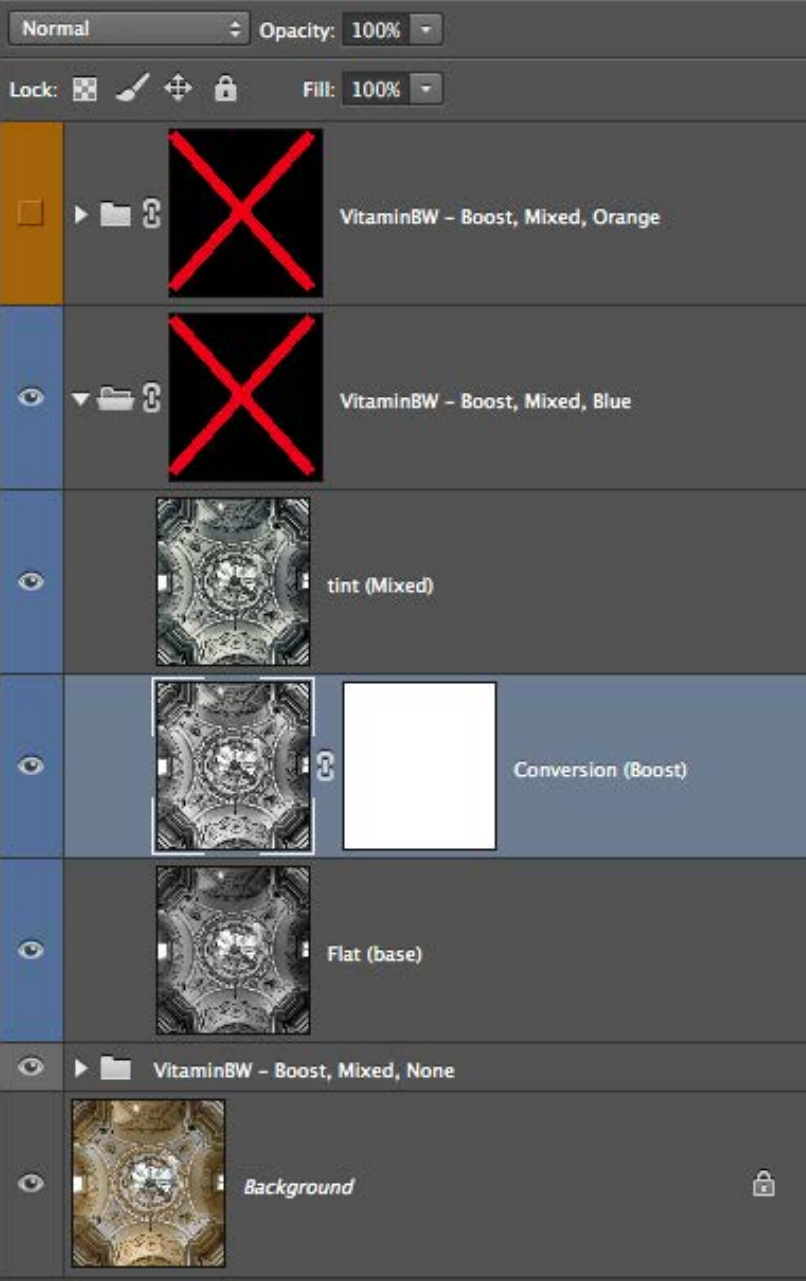 Normal Opacity: 100%
Lock: Fill: 100%
VitaminBW – Boost, Mixed, Orange
VitaminBW – Boost, Mixed, Blue
tint (Mixed)
Conversion (Boost)
Flat (base)
VitaminBW – Boost, Mixed, None
Background